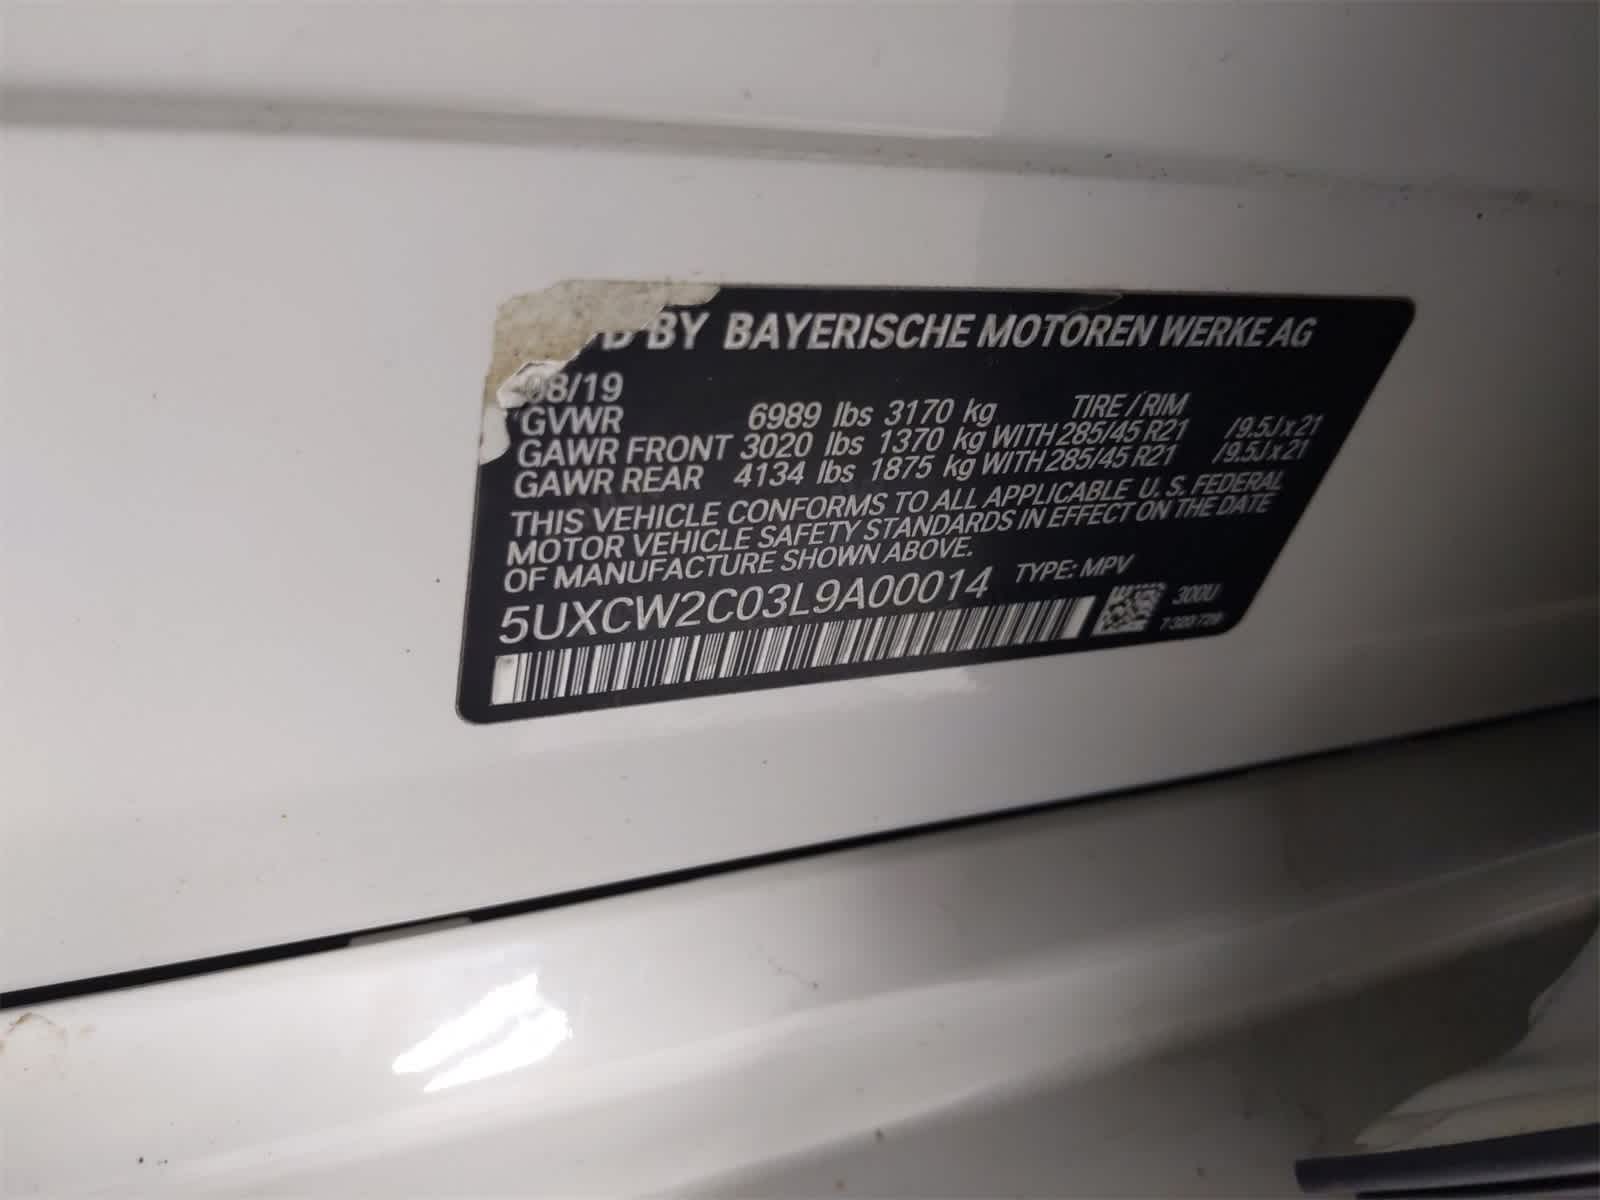 D BY BAYERISCHE MOTOREN WERKE AG
08/19
GVWR 6989 lbs 3170 kg TIRE / RIM
GAWR FRONT 3020 lbs 1370 kg WITH 285/45 R21 /9.5J x 21
GAWR REAR 4134 lbs 1875 kg WITH 285/45 R21 /9.5J x 21
THIS VEHICLE CONFORMS TO ALL APPLICABLE U. S. FEDERAL
MOTOR VEHICLE SAFETY STANDARDS IN EFFECT ON THE DATE
OF MANUFACTURE SHOWN ABOVE.
5UXCW2C03L9A00014 TYPE: MPV
300U